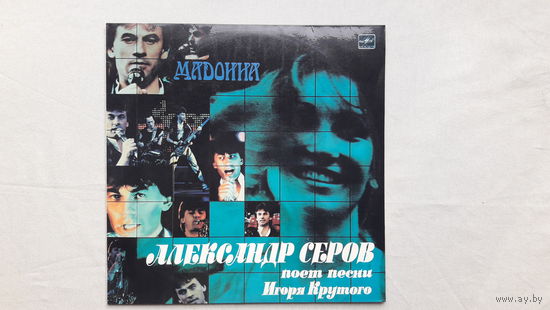 МАДОННА
АЛЕКСАНДР СЕРОВ
поет песни
Игоря Крутого
www.ay.by